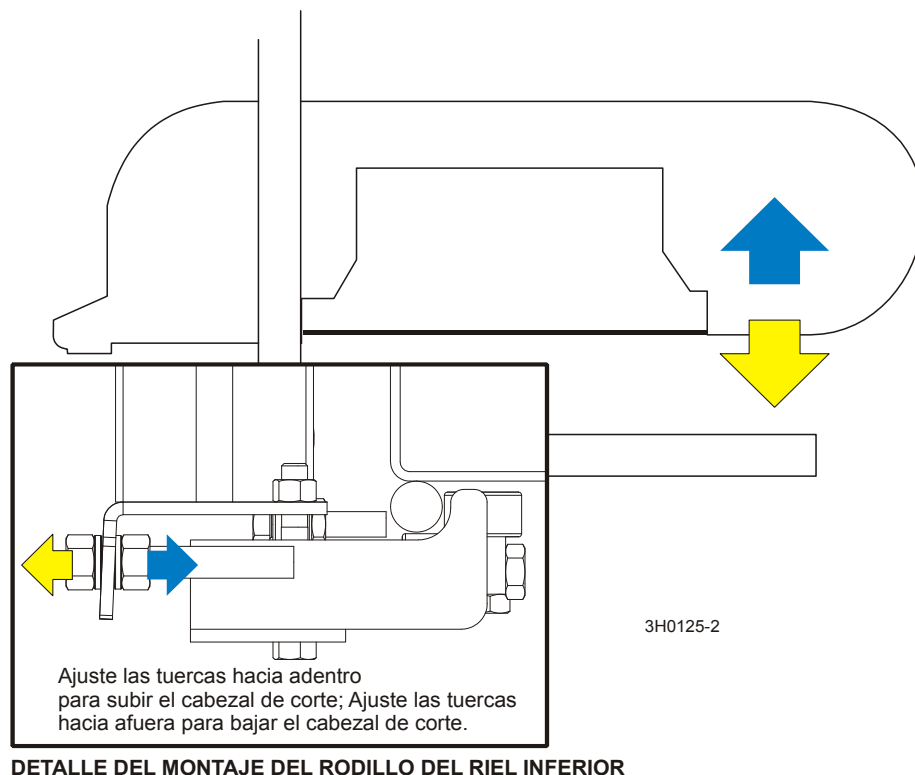 3H0125-2
Ajuste las tuercas hacia adentro
para subir el cabezal de corte; Ajuste las tuercas
hacia afuera para bajar el cabezal de corte.
DETALLE DEL MONTAJE DEL RODILLO DEL RIEL INFERIOR